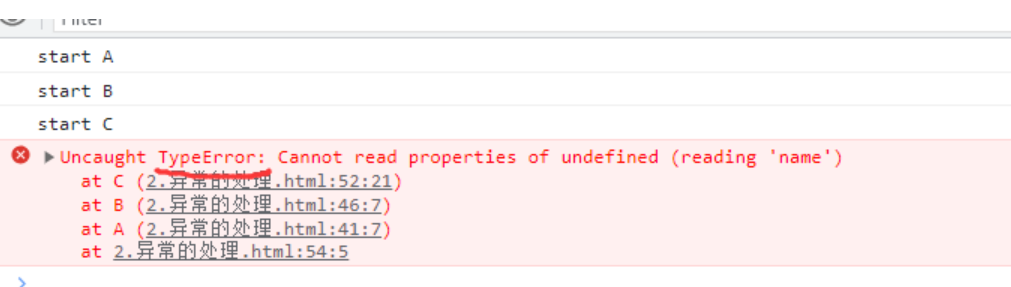 Filter
start A
start B
start C
Uncaught TypeError: Cannot read properties of undefined (reading 'name')
at C (2.异常的处理.html:52:21)
at B (2.异常的处理.html:46:7)
at A (2.异常的处理.html:41:7)
at 2.异常的处理.html:54:5